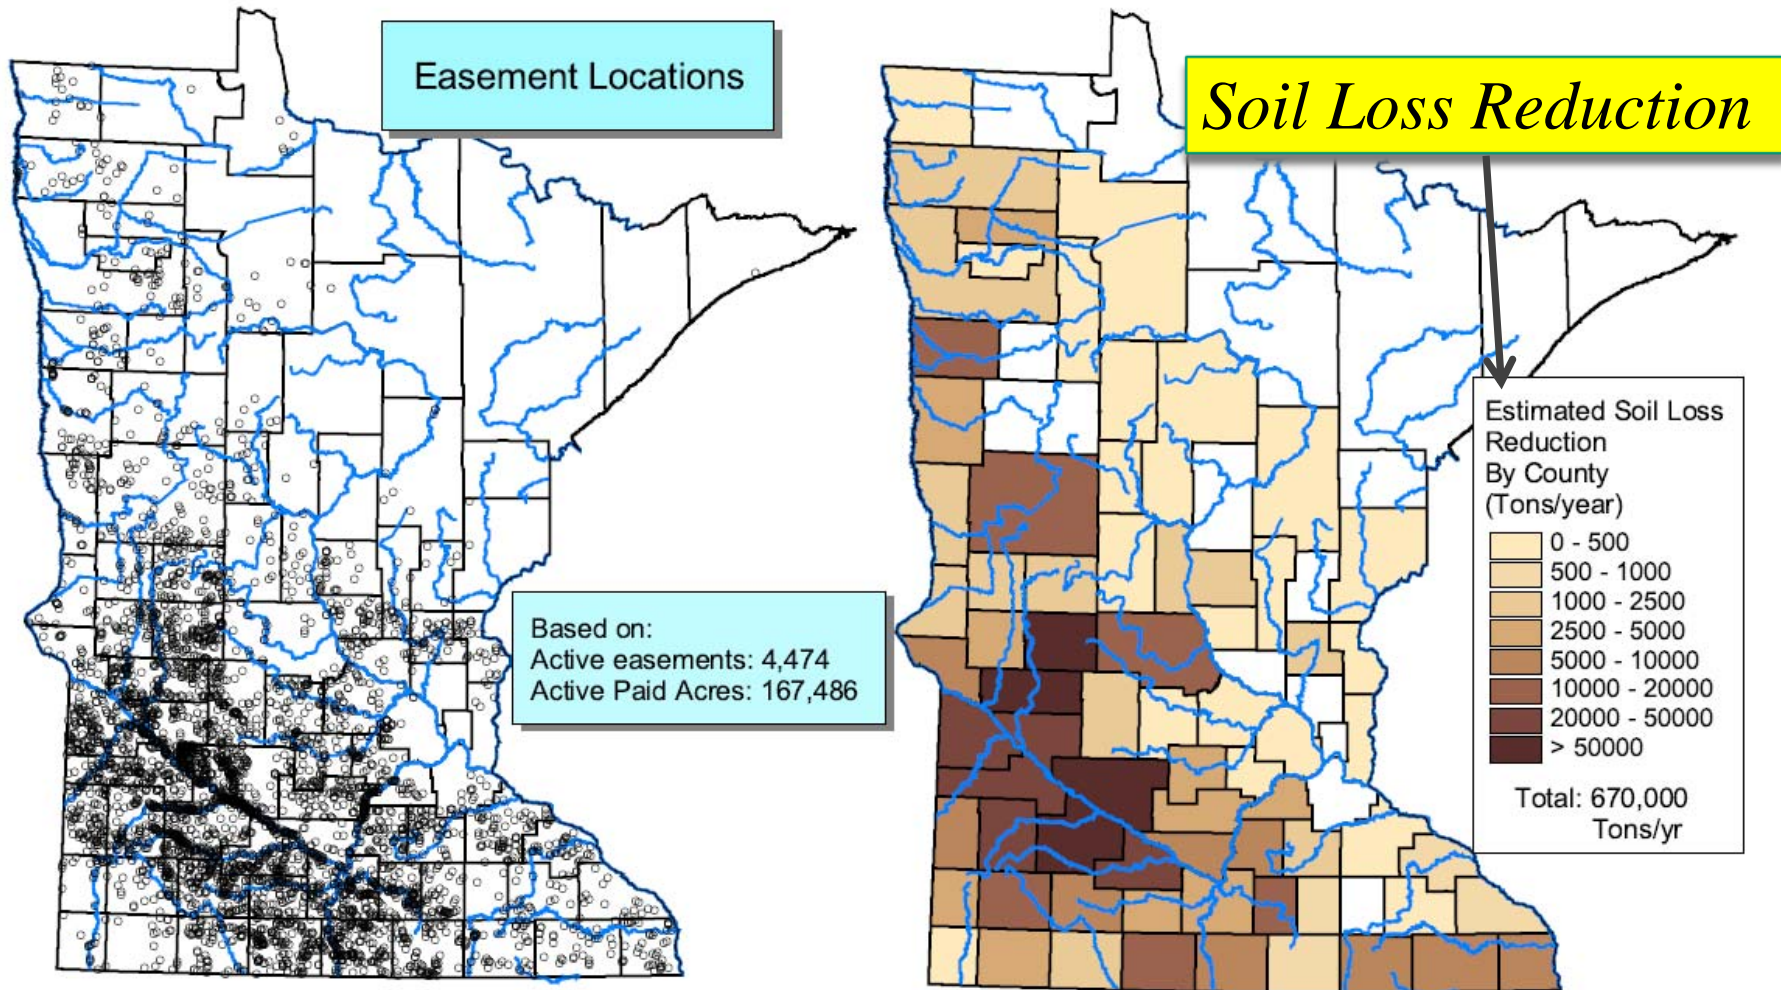 Easement Locations
Based on:
Active easements: 4,474
Active Paid Acres: 167,486
Soil Loss Reduction
Estimated Soil Loss
Reduction
By County
(Tons/year)
0 - 500
500 - 1000
1000 - 2500
2500 - 5000
5000 - 10000
10000 - 20000
20000 - 50000
> 50000
Total: 670,000
Tons/yr